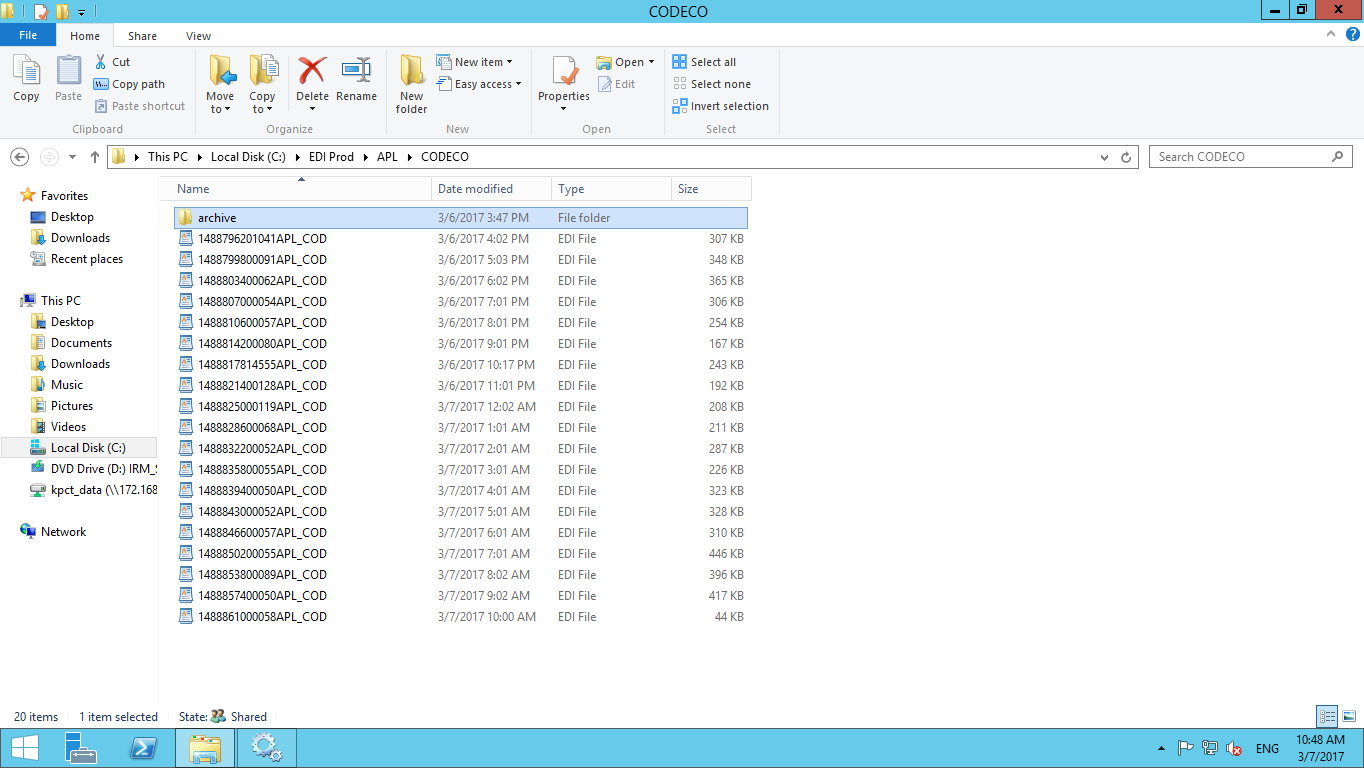 CODECO
File Home Share View
Copy
Paste
Cut
Copy path
Paste shortcut
Clipboard
Move to
Copy to
Delete
Rename
Organize
New folder
New item
Easy access
New
Properties
Open
Edit
Open
Select all
Select none
Invert selection
Select
This PC Local Disk (C:) EDI Prod APL CODECO
Search CODECO
Favorites
Desktop
Downloads
Recent places
This PC
Desktop
Documents
Downloads
Music
Pictures
Videos
Local Disk (C:)
DVD Drive (D:) IRM_S
kpct_data (\\172.168
Network
Name Date modified Type Size
archive 3/6/2017 3:47 PM File folder
1488796201041APL_COD 3/6/2017 4:02 PM EDI File 307 KB
1488799800091APL_COD 3/6/2017 5:03 PM EDI File 348 KB
1488803400062APL_COD 3/6/2017 6:02 PM EDI File 365 KB
1488807000054APL_COD 3/6/2017 7:01 PM EDI File 306 KB
1488810600057APL_COD 3/6/2017 8:01 PM EDI File 254 KB
1488814200080APL_COD 3/6/2017 9:01 PM EDI File 167 KB
1488817814555APL_COD 3/6/2017 10:17 PM EDI File 243 KB
1488821400128APL_COD 3/6/2017 11:01 PM EDI File 192 KB
1488825000119APL_COD 3/7/2017 12:02 AM EDI File 208 KB
1488828600068APL_COD 3/7/2017 1:01 AM EDI File 211 KB
1488832200052APL_COD 3/7/2017 2:01 AM EDI File 287 KB
1488835800055APL_COD 3/7/2017 3:01 AM EDI File 226 KB
1488839400050APL_COD 3/7/2017 4:01 AM EDI File 323 KB
1488843000052APL_COD 3/7/2017 5:01 AM EDI File 328 KB
1488846600057APL_COD 3/7/2017 6:01 AM EDI File 310 KB
1488850200055APL_COD 3/7/2017 7:01 AM EDI File 446 KB
1488853800089APL_COD 3/7/2017 8:02 AM EDI File 396 KB
1488857400050APL_COD 3/7/2017 9:02 AM EDI File 417 KB
1488861000058APL_COD 3/7/2017 10:00 AM EDI File 44 KB
20 items 1 item selected State: Shared
ENG
10:48 AM
3/7/2017